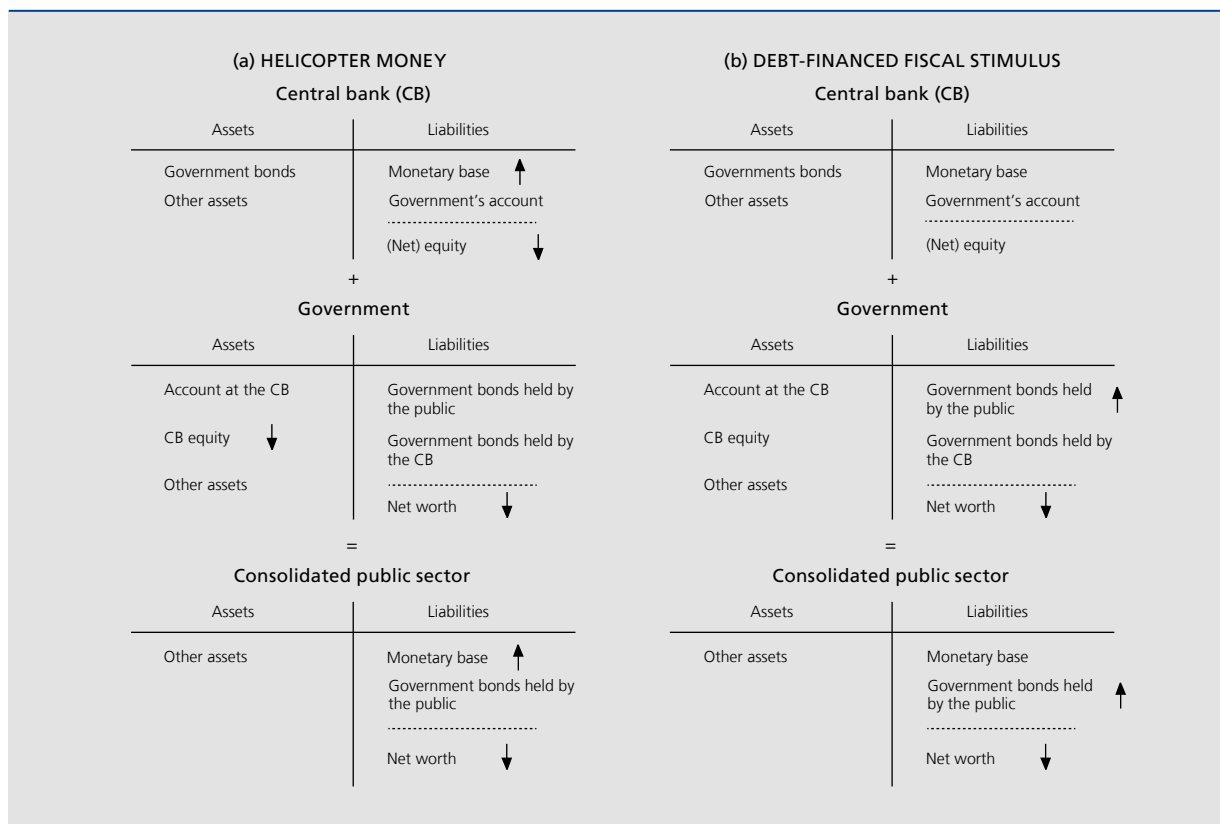 (a) HELICOPTER MONEY
Central bank (CB)
Assets Liabilities
Government bonds Monetary base
Other assets Government's account
(Net) equity
+
Government
Assets Liabilities
Account at the CB Government bonds held by
the public
CB equity Government bonds held by
the CB
Other assets
Net worth
=
Consolidated public sector
Assets Liabilities
Other assets Monetary base
Government bonds held by
the public
Net worth
(b) DEBT-FINANCED FISCAL STIMULUS
Central bank (CB)
Assets Liabilities
Governments bonds Monetary base
Other assets Government's account
(Net) equity
+
Government
Assets Liabilities
Account at the CB Government bonds held
by the public
CB equity Government bonds held by
the CB
Other assets
Net worth
=
Consolidated public sector
Assets Liabilities
Other assets Monetary base
Government bonds held
by the public
Net worth